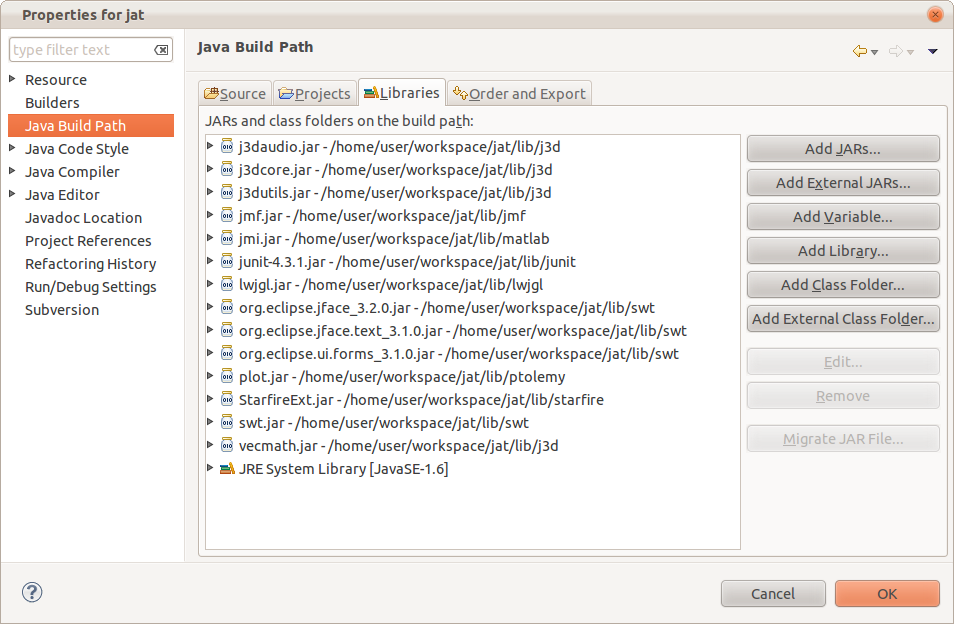 Properties for jat
type filter text
Resource
Builders
Java Build Path
Java Code Style
Java Compiler
Java Editor
Javadoc Location
Project References
Refactoring History
Run/Debug Settings
Subversion
Java Build Path
Source Projects Libraries Order and Export
JARs and class folders on the build path:
j3daudio.jar - /home/user/workspace/jat/lib/j3d
j3dcore.jar - /home/user/workspace/jat/lib/j3d
j3dutils.jar - /home/user/workspace/jat/lib/j3d
jmf.jar - /home/user/workspace/jat/lib/jmf
jmi.jar - /home/user/workspace/jat/lib/matlab
junit-4.3.1.jar - /home/user/workspace/jat/lib/junit
lwjgl.jar - /home/user/workspace/jat/lib/lwjgl
org.eclipse.jface_3.2.0.jar - /home/user/workspace/jat/lib/swt
org.eclipse.jface.text_3.1.0.jar - /home/user/workspace/jat/lib/swt
org.eclipse.ui.forms_3.1.0.jar - /home/user/workspace/jat/lib/swt
plot.jar - /home/user/workspace/jat/lib/ptolemy
StarfireExt.jar - /home/user/workspace/jat/lib/starfire
swt.jar - /home/user/workspace/jat/lib/swt
vecmath.jar - /home/user/workspace/jat/lib/j3d
JRE System Library [JavaSE-1.6]
Add JARs...
Add External JARs...
Add Variable...
Add Library...
Add Class Folder...
Add External Class Folder...
Edit...
Remove
Migrate JAR File...
?
Cancel
OK